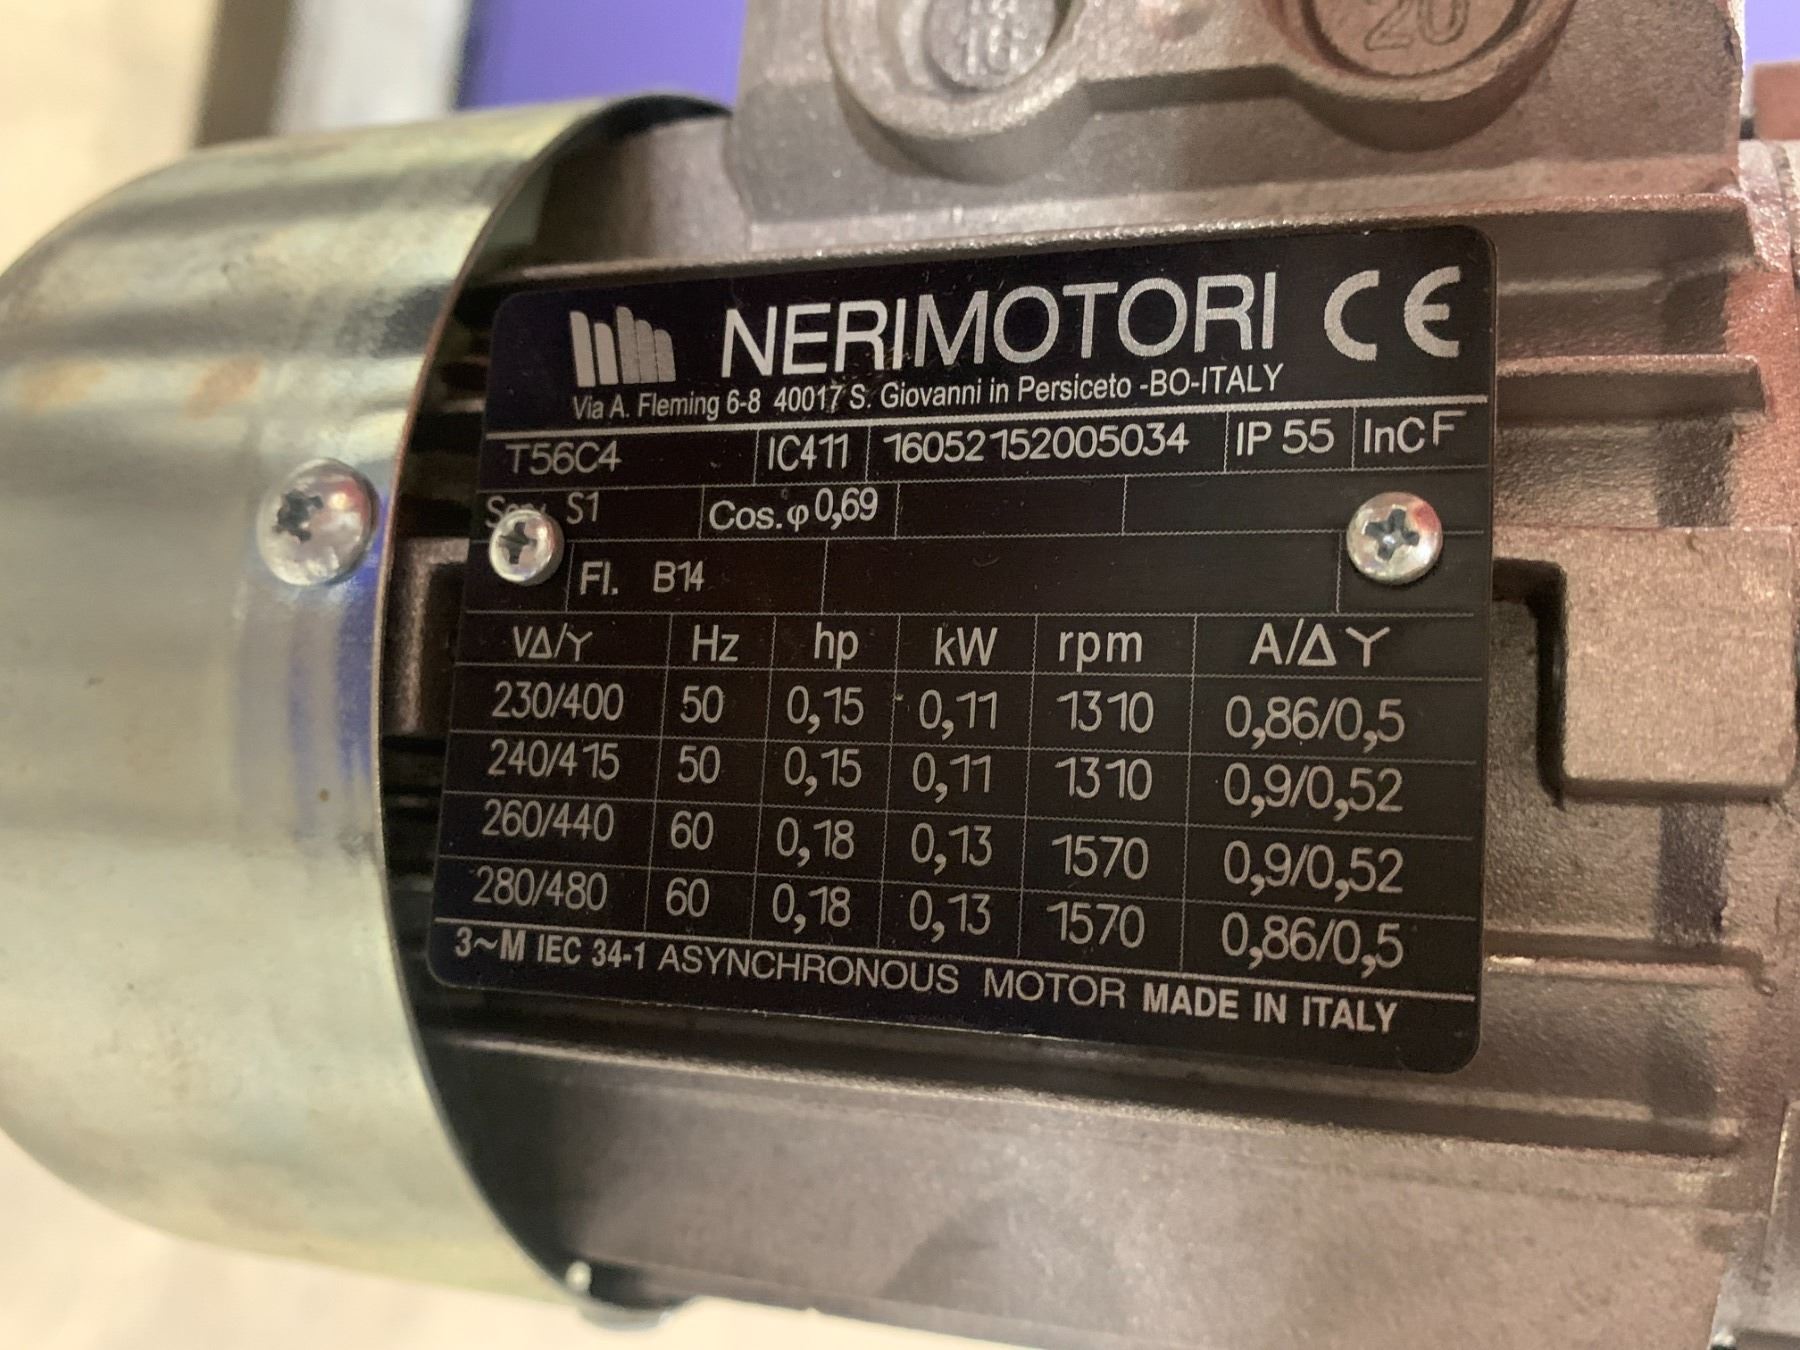 20
16
NERIMOTORI CE
Via A. Fleming 6-8 40017 S. Giovanni in Persiceto -BO-ITALY
T56C4 IC411 16052152005034 IP 55 InCF
S1 Cos.φ 0,69
Fl. B14
VΔ/Y Hz hp kW rpm A/Δ Y
230/400 50 0,15 0,11 1310 0,86/0,5
240/415 50 0,15 0,11 1310 0,9/0,52
260/440 60 0,18 0,13 1570 0,9/0,52
280/480 60 0,18 0,13 1570 0,86/0,5
3~M IEC 34-1 ASYNCHRONOUS MOTOR MADE IN ITALY